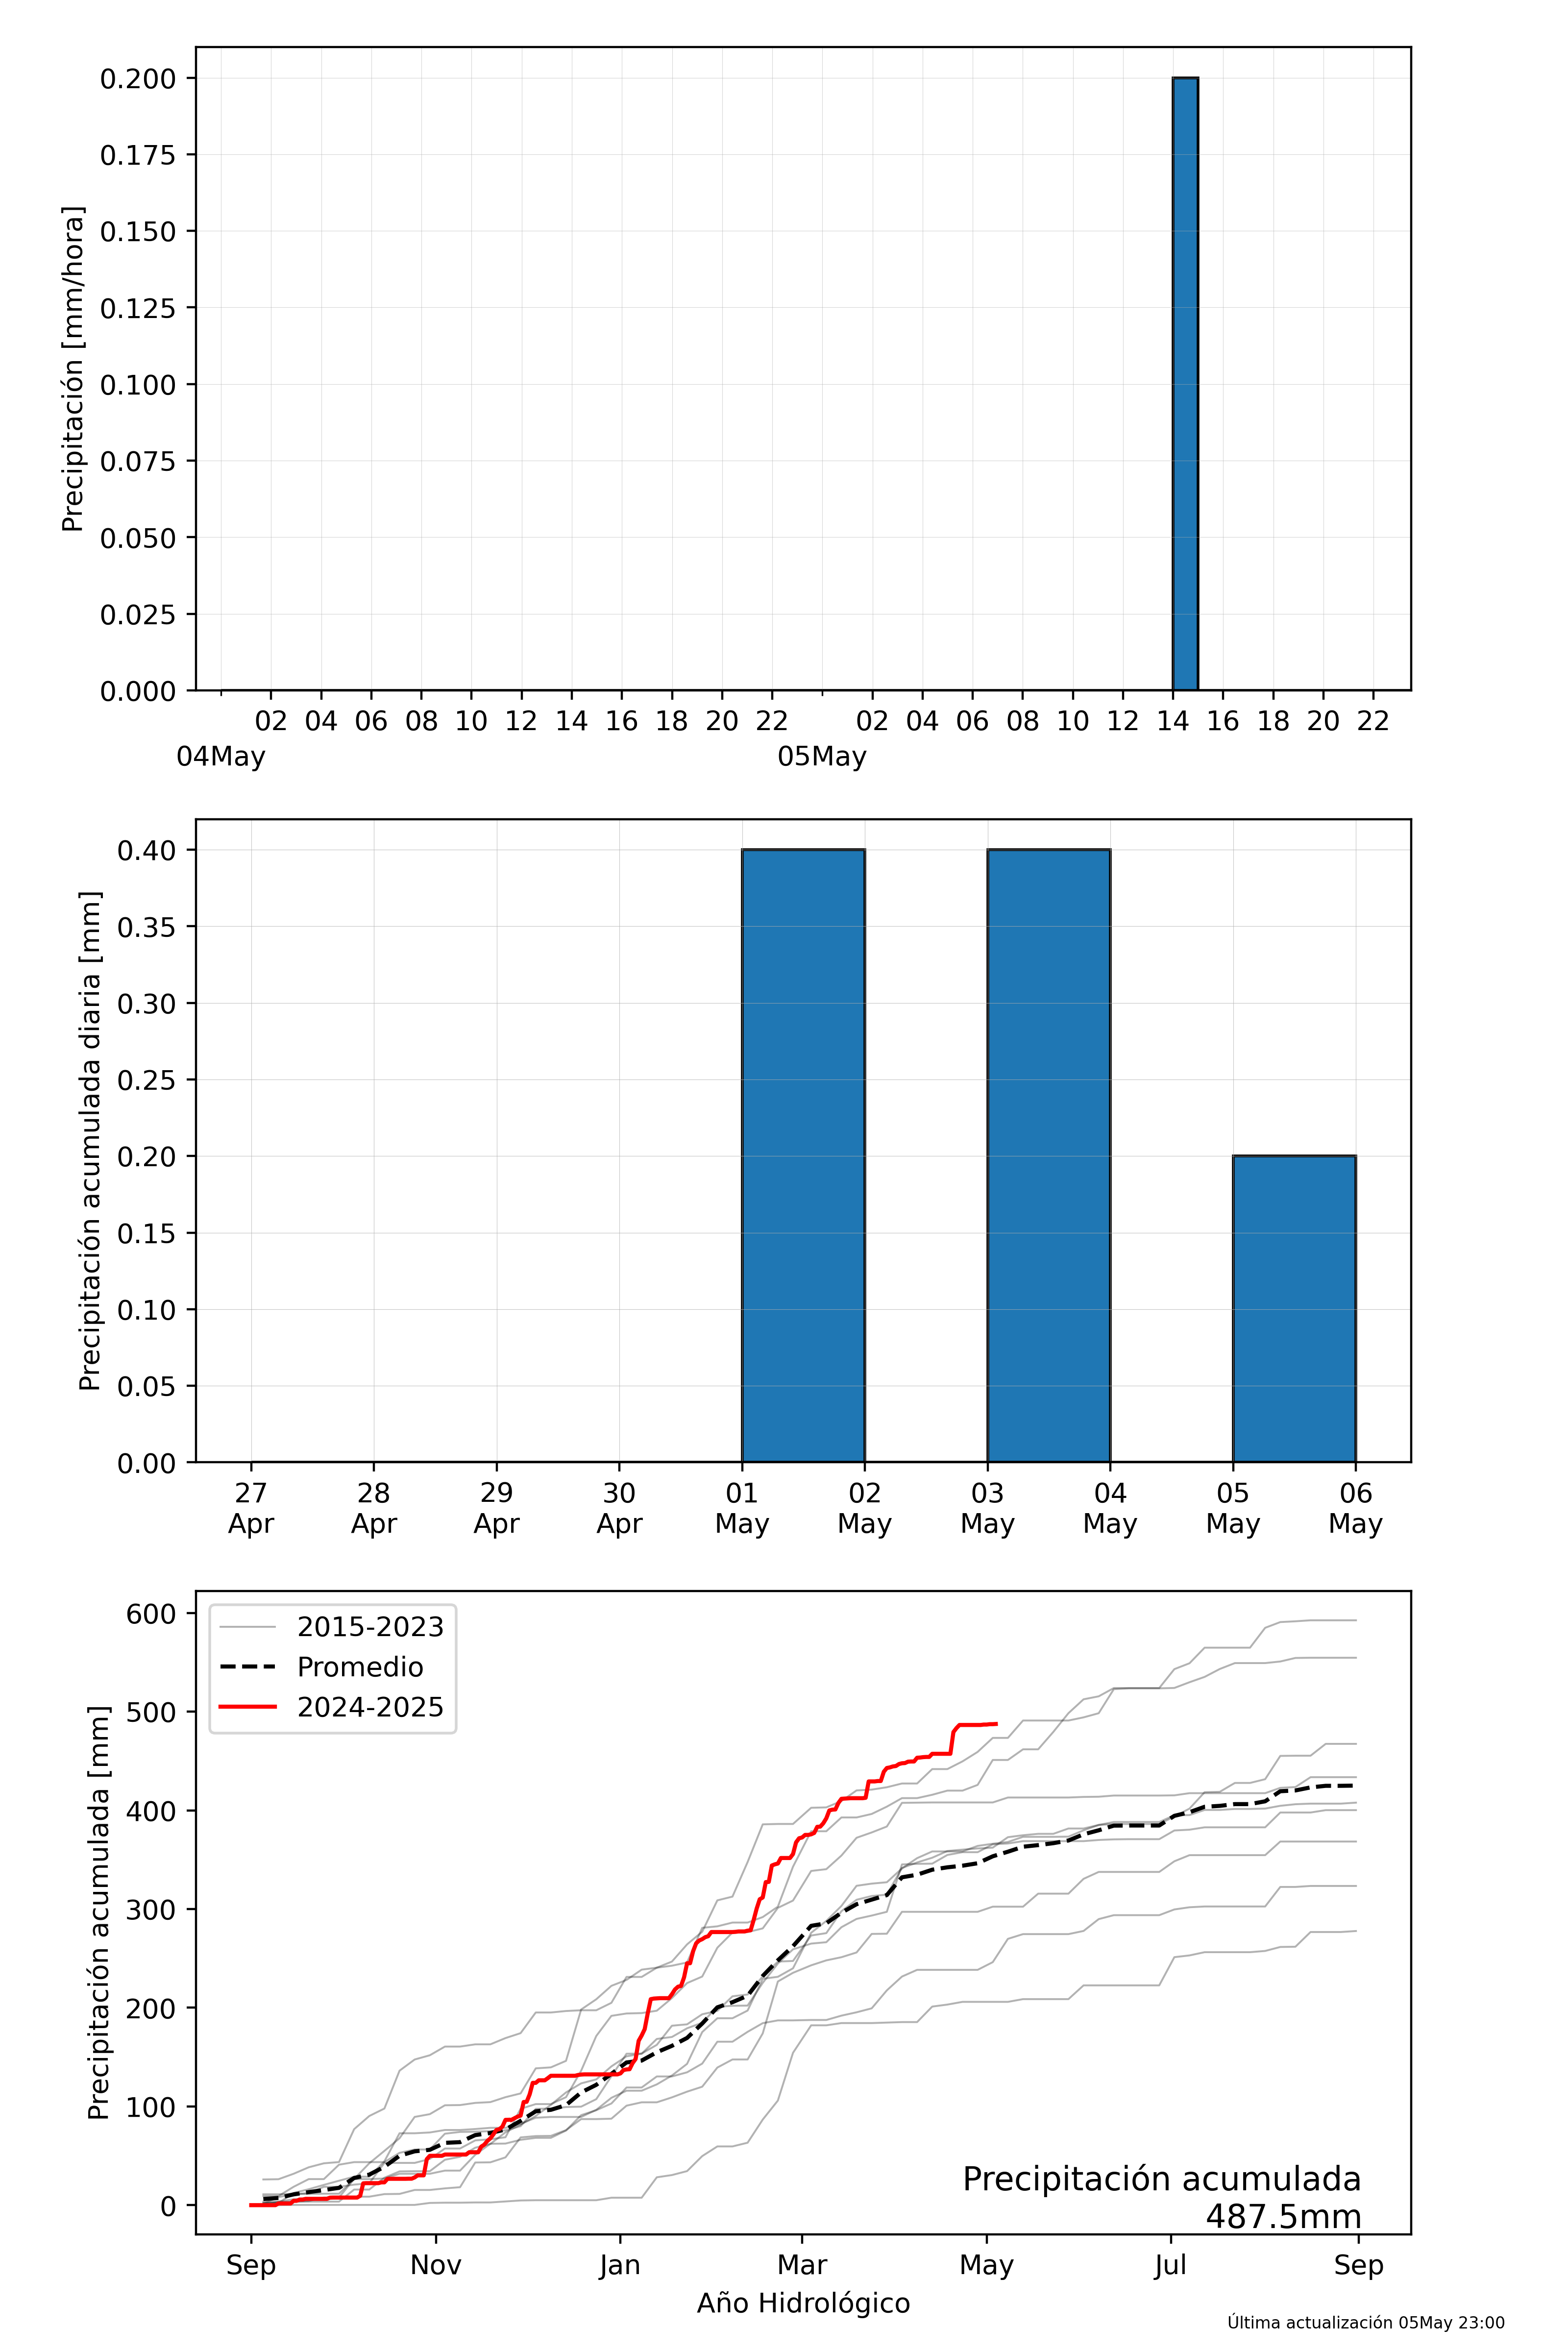 0.200
0.175
0.150
0.125
0.100
0.075
0.050
0.025
0.000
Precipitación [mm/hora]
02 04 06 08 10 12 14 16 18 20 22 02 04 06 08 10 12 14 16 18 20 22
04May 05May
0.40
0.35
0.30
0.25
0.20
0.15
0.10
0.05
0.00
Precipitación acumulada diaria [mm]
27 28 29 30 01 02 03 04 05 06
Apr Apr Apr Apr May May May May May May
600
500
400
300
200
100
0
Precipitación acumulada [mm]
2015-2023
Promedio
2024-2025
Precipitación acumulada
487.5mm
Sep Nov Jan Mar May Jul Sep
Año Hidrológico
Última actualización 05May 23:00